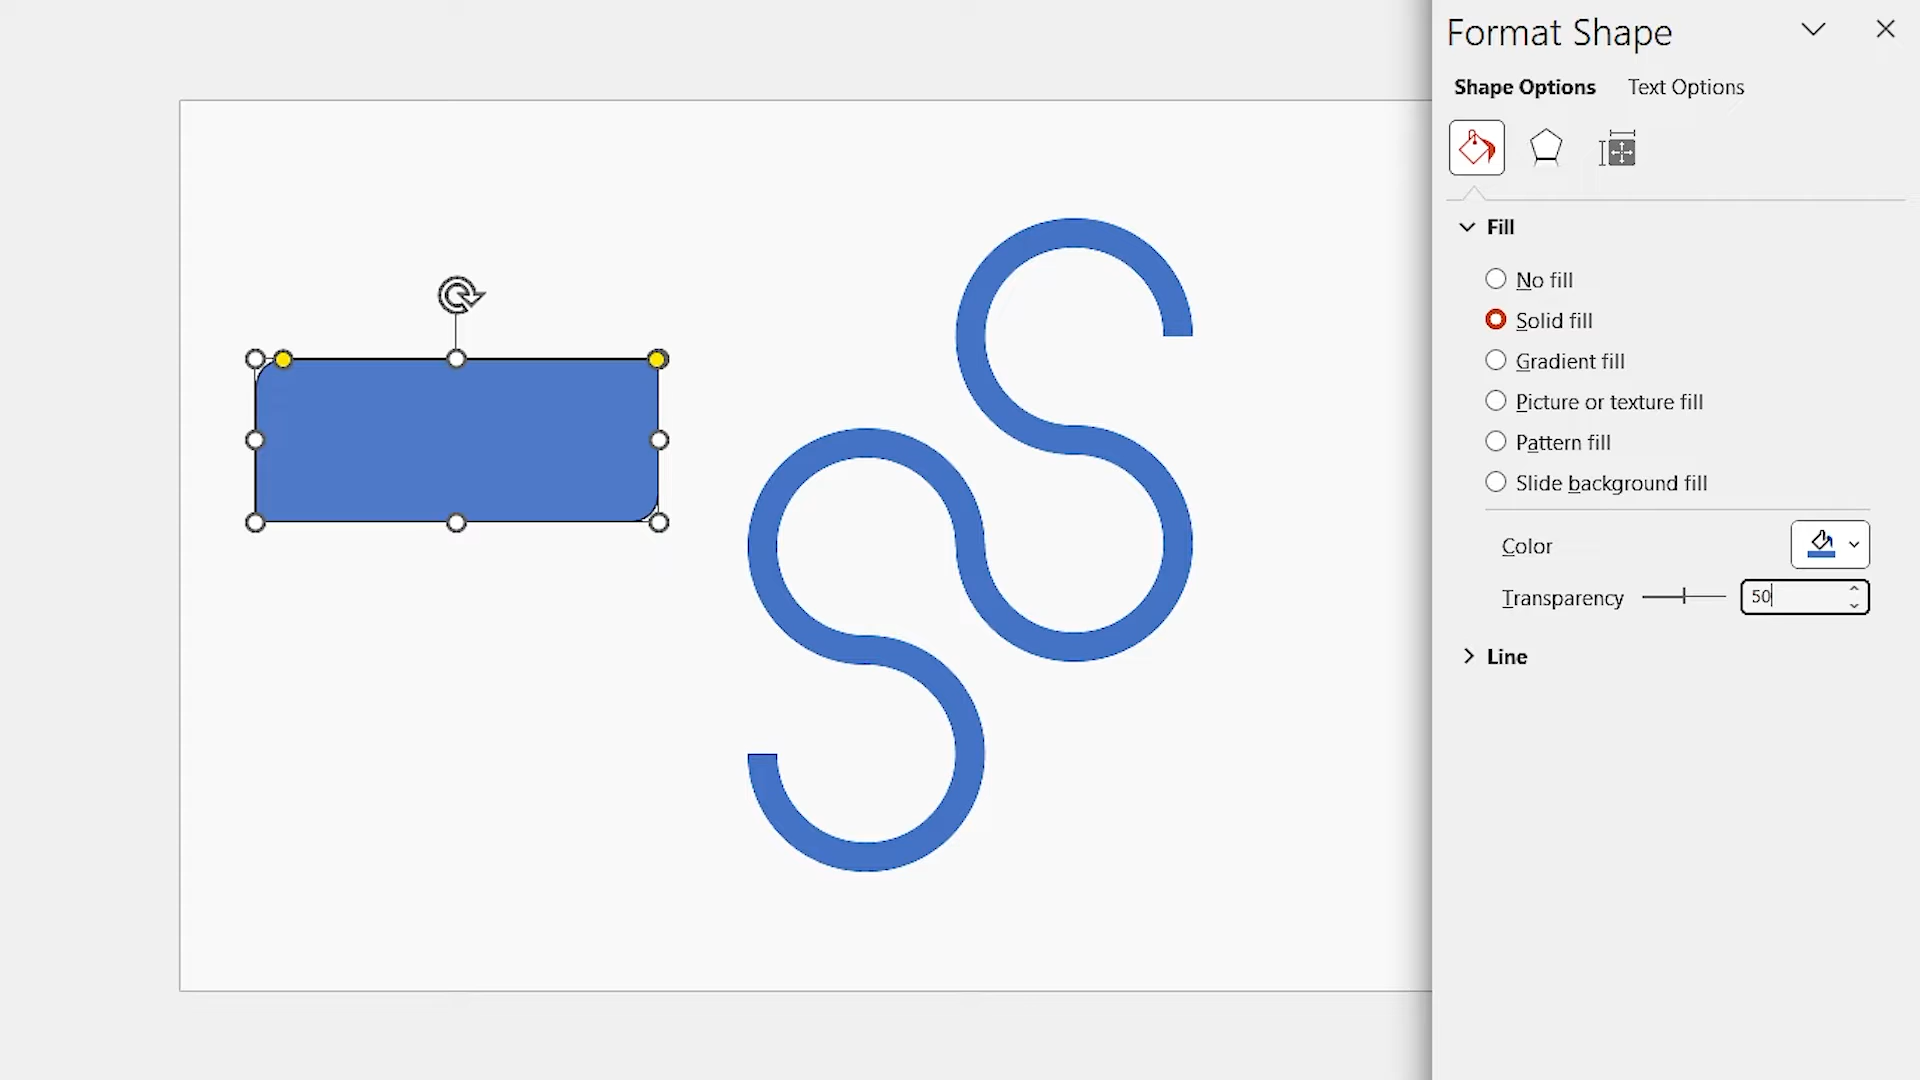 Format Shape
Shape Options Text Options
Fill
No fill
Solid fill
Gradient fill
Picture or texture fill
Pattern fill
Slide background fill
Color
Transparency 50
Line